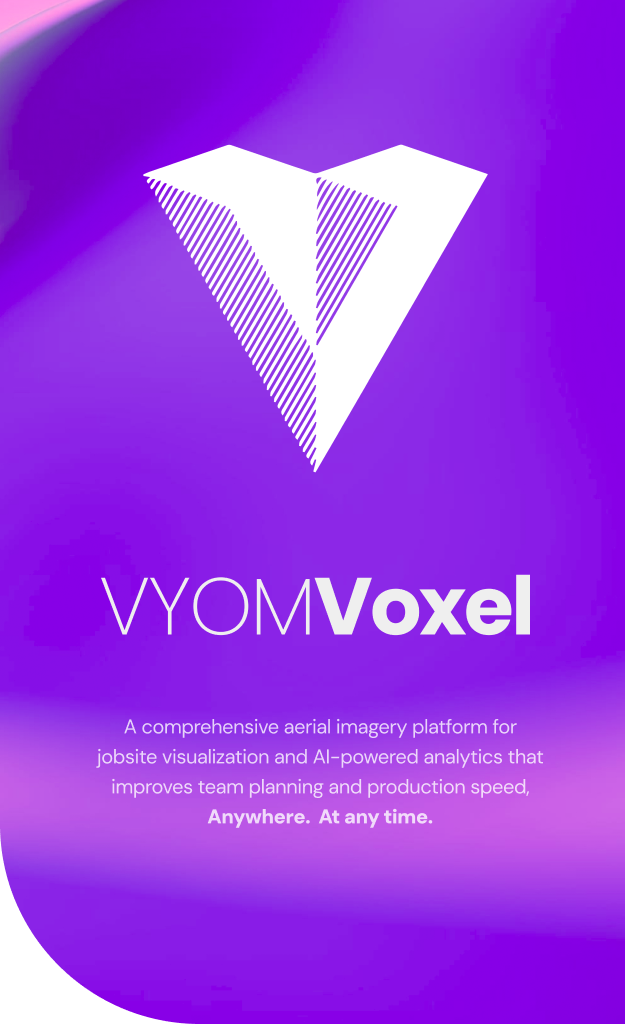 VYOMVoxel
A comprehensive aerial imagery platform for
jobsite visualization and AI-powered analytics that
improves team planning and production speed,
Anywhere. At any time.